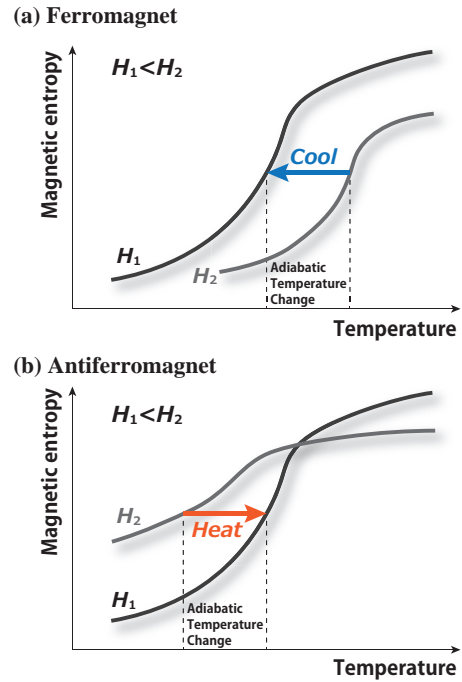 (a) Ferromagnet
Magnetic entropy
H1<H2
Cool
H1
H2
Adiabatic
Temperature
Change
Temperature
(b) Antiferromagnet
Magnetic entropy
H1<H2
H2
Heat
H1
Adiabatic
Temperature
Change
Temperature